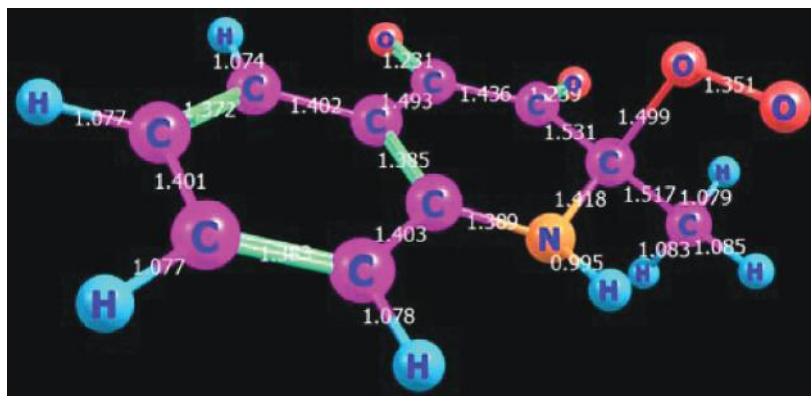 H O
1.074 1.231 O
H C C 1.351
1.372 1.402 1.493 1.436 C 1.239 O O
1.077 C C 1.531 1.499
1.401 1.385 C H
C 1.418 1.517 1.079
C 1.403 1.389 N C
1.383 0.995 1.083 1.085
1.077 C H H
H 1.078 H
H